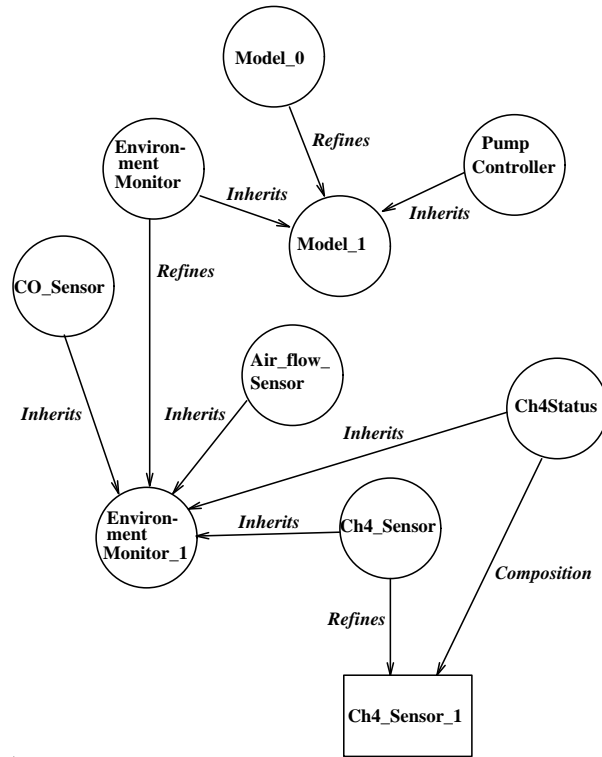 Model_0
Refines
Environ-
ment
Monitor
Pump
Controller
Inherits
Inherits
Model_1
Refines
CO_Sensor
Air_flow_
Sensor
Ch4Status
Inherits
Inherits
Inherits
Environ-
ment
Monitor_1
Inherits
Ch4_Sensor
Composition
Refines
Ch4_Sensor_1